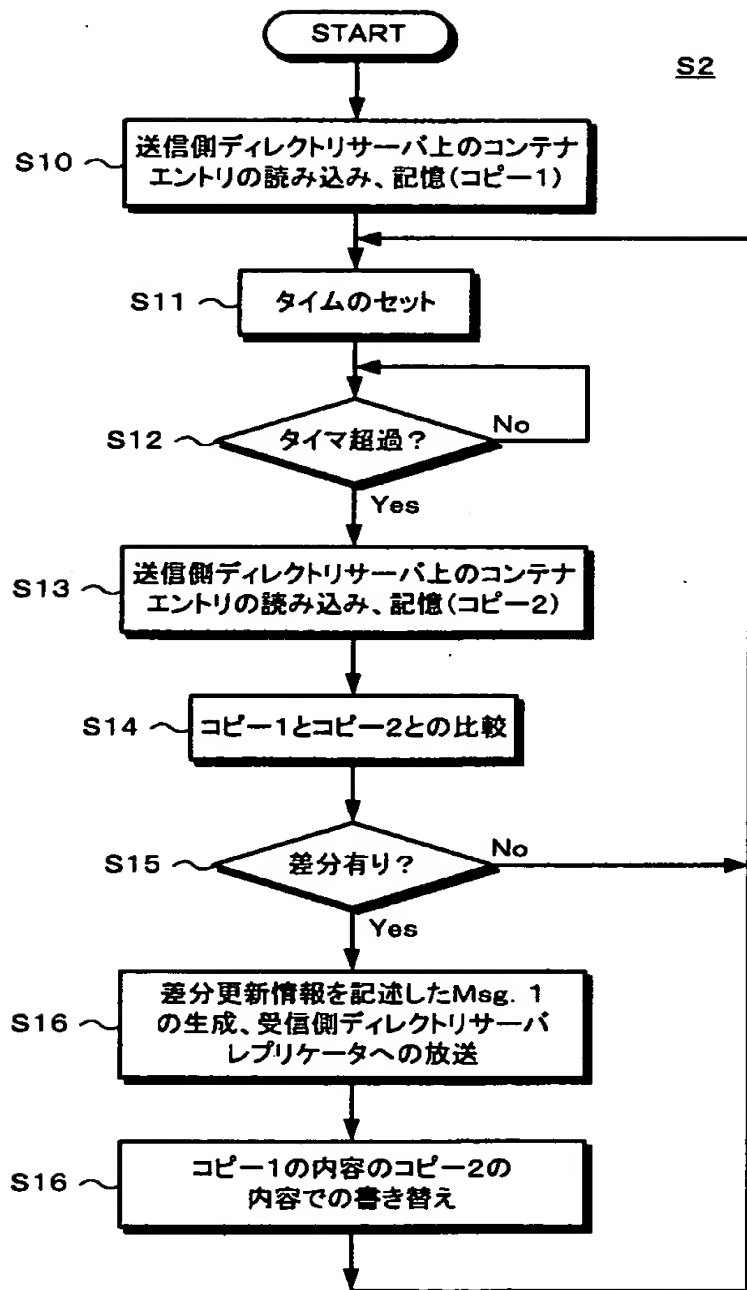 START
S2
S10
送信側ディレクトリサーバ上のコンテナ
エントリの読み込み、記憶(コピー1)
S11
タイムのセット
S12
タイマ超過?
No
Yes
S13
送信側ディレクトリサーバ上のコンテナ
エントリの読み込み、記憶(コピー2)
S14
コピー1とコピー2との比較
S15
差分有り?
No
Yes
S16
差分更新情報を記述したMsg. 1
の生成、受信側ディレクトリサーバ
レプリケータへの放送
S16
コピー1の内容のコピー2の
内容での書き替え